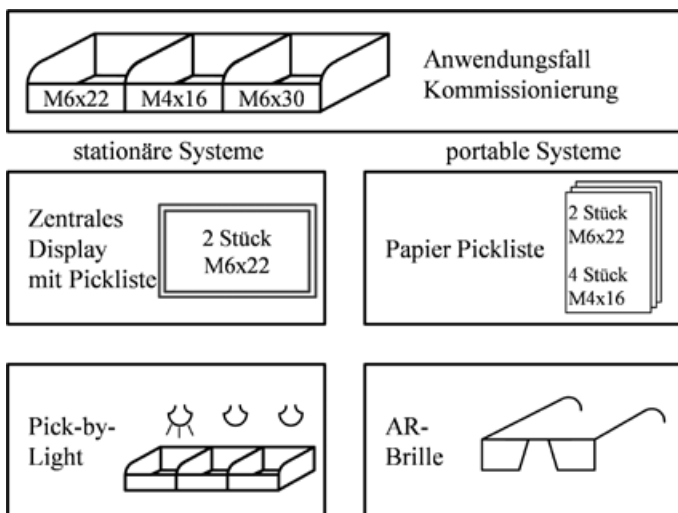 M6x22 M4x16 M6x30
Anwendungsfall
Kommissionierung
stationäre Systeme
portable Systeme
Zentrales
Display
mit Pickliste
2 Stück
M6x22
Papier Pickliste
2 Stück
M6x22
4 Stück
M4x16
Pick-by-
Light
AR-
Brille